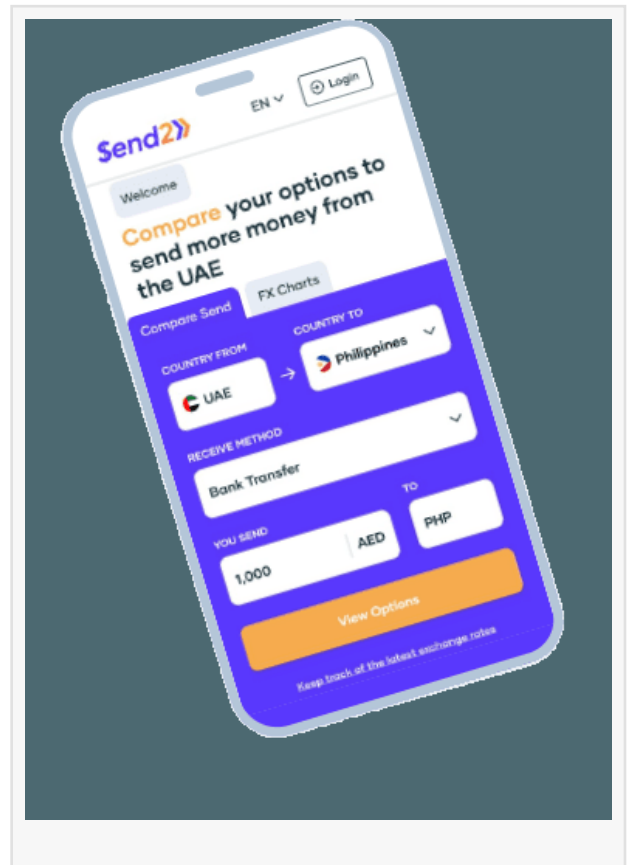 Send2
EN
Login
Welcome
Compare your options to
send more money from
the UAE
Compare Send
FX Charts
COUNTRY FROM
COUNTRY TO
UAE
Philippines
RECEIVE METHOD
Bank Transfer
YOU SEND
TO
1,000
AED
PHP
View Options
Keep track of the latest exchange rates